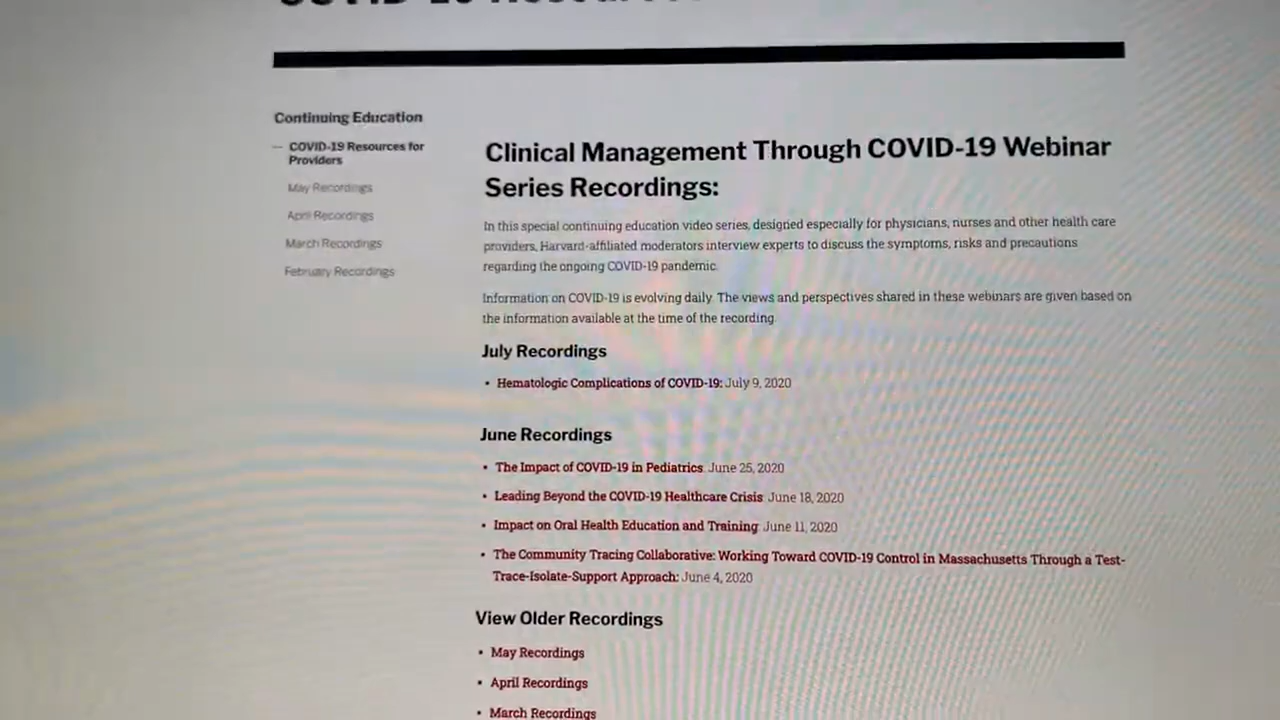 COVID-19 Resources
Continuing Education
— COVID-19 Resources for
Providers
May Recordings
April Recordings
March Recordings
February Recordings
Clinical Management Through COVID-19 Webinar
Series Recordings:
In this special continuing education video series, designed especially for physicians, nurses and other health care
providers, Harvard-affiliated moderators interview experts to discuss the symptoms, risks and precautions
regarding the ongoing COVID-19 pandemic.
Information on COVID-19 is evolving daily. The views and perspectives shared in these webinars are given based on
the information available at the time of the recording.
July Recordings
• Hematologic Complications of COVID-19: July 9, 2020
June Recordings
• The Impact of COVID-19 in Pediatrics: June 25, 2020
• Leading Beyond the COVID-19 Healthcare Crisis: June 18, 2020
• Impact on Oral Health Education and Training: June 11, 2020
• The Community Tracing Collaborative: Working Toward COVID-19 Control in Massachusetts Through a Test-
Trace-Isolate-Support Approach: June 4, 2020
View Older Recordings
• May Recordings
• April Recordings
• March Recordings